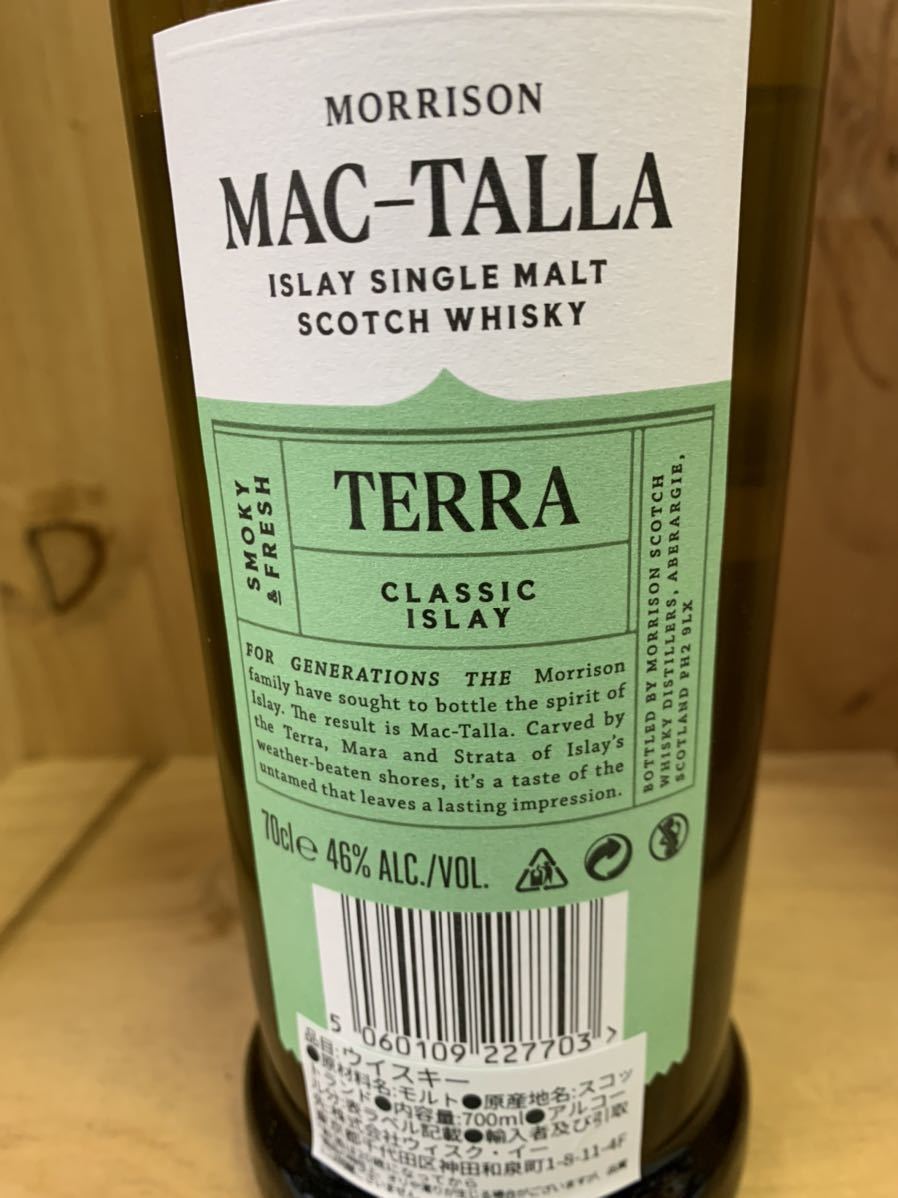 MORRISON
MAC-TALLA
ISLAY SINGLE MALT
SCOTCH WHISKY
SMOKY
& FRESH
TERRA
CLASSIC
ISLAY
FOR GENERATIONS THE Morrison
family have sought to bottle the spirit of
Islay. The result is Mac-Talla. Carved by
the Terra, Mara and Strata of Islay's
weather-beaten shores, it's a taste of the
untamed that leaves a lasting impression.
BOTTLED BY MORRISON SCOTCH
WHISKY DISTILLERS, ABERARGIE,
SCOTLAND PH2 9LX
70cl e 46% ALC./VOL.
5 060109 227703 >
品目:ウイスキー
●原材料名:モルト●原産地名:スコッ
トランド●内容量:700ml●アルコー
ル分:表ラベル記載●輸入者及び引取
先:株式会社ウイスク・イー
東京都千代田区神田和泉町1-8-11-4F